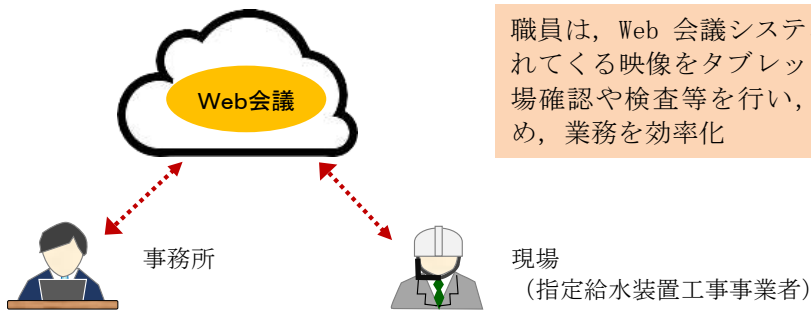 職員は，Web 会議システ
れてくる映像をタブレッ
場確認や検査等を行い，
め，業務を効率化
Web会議
事務所
現場
（指定給水装置工事事業者）